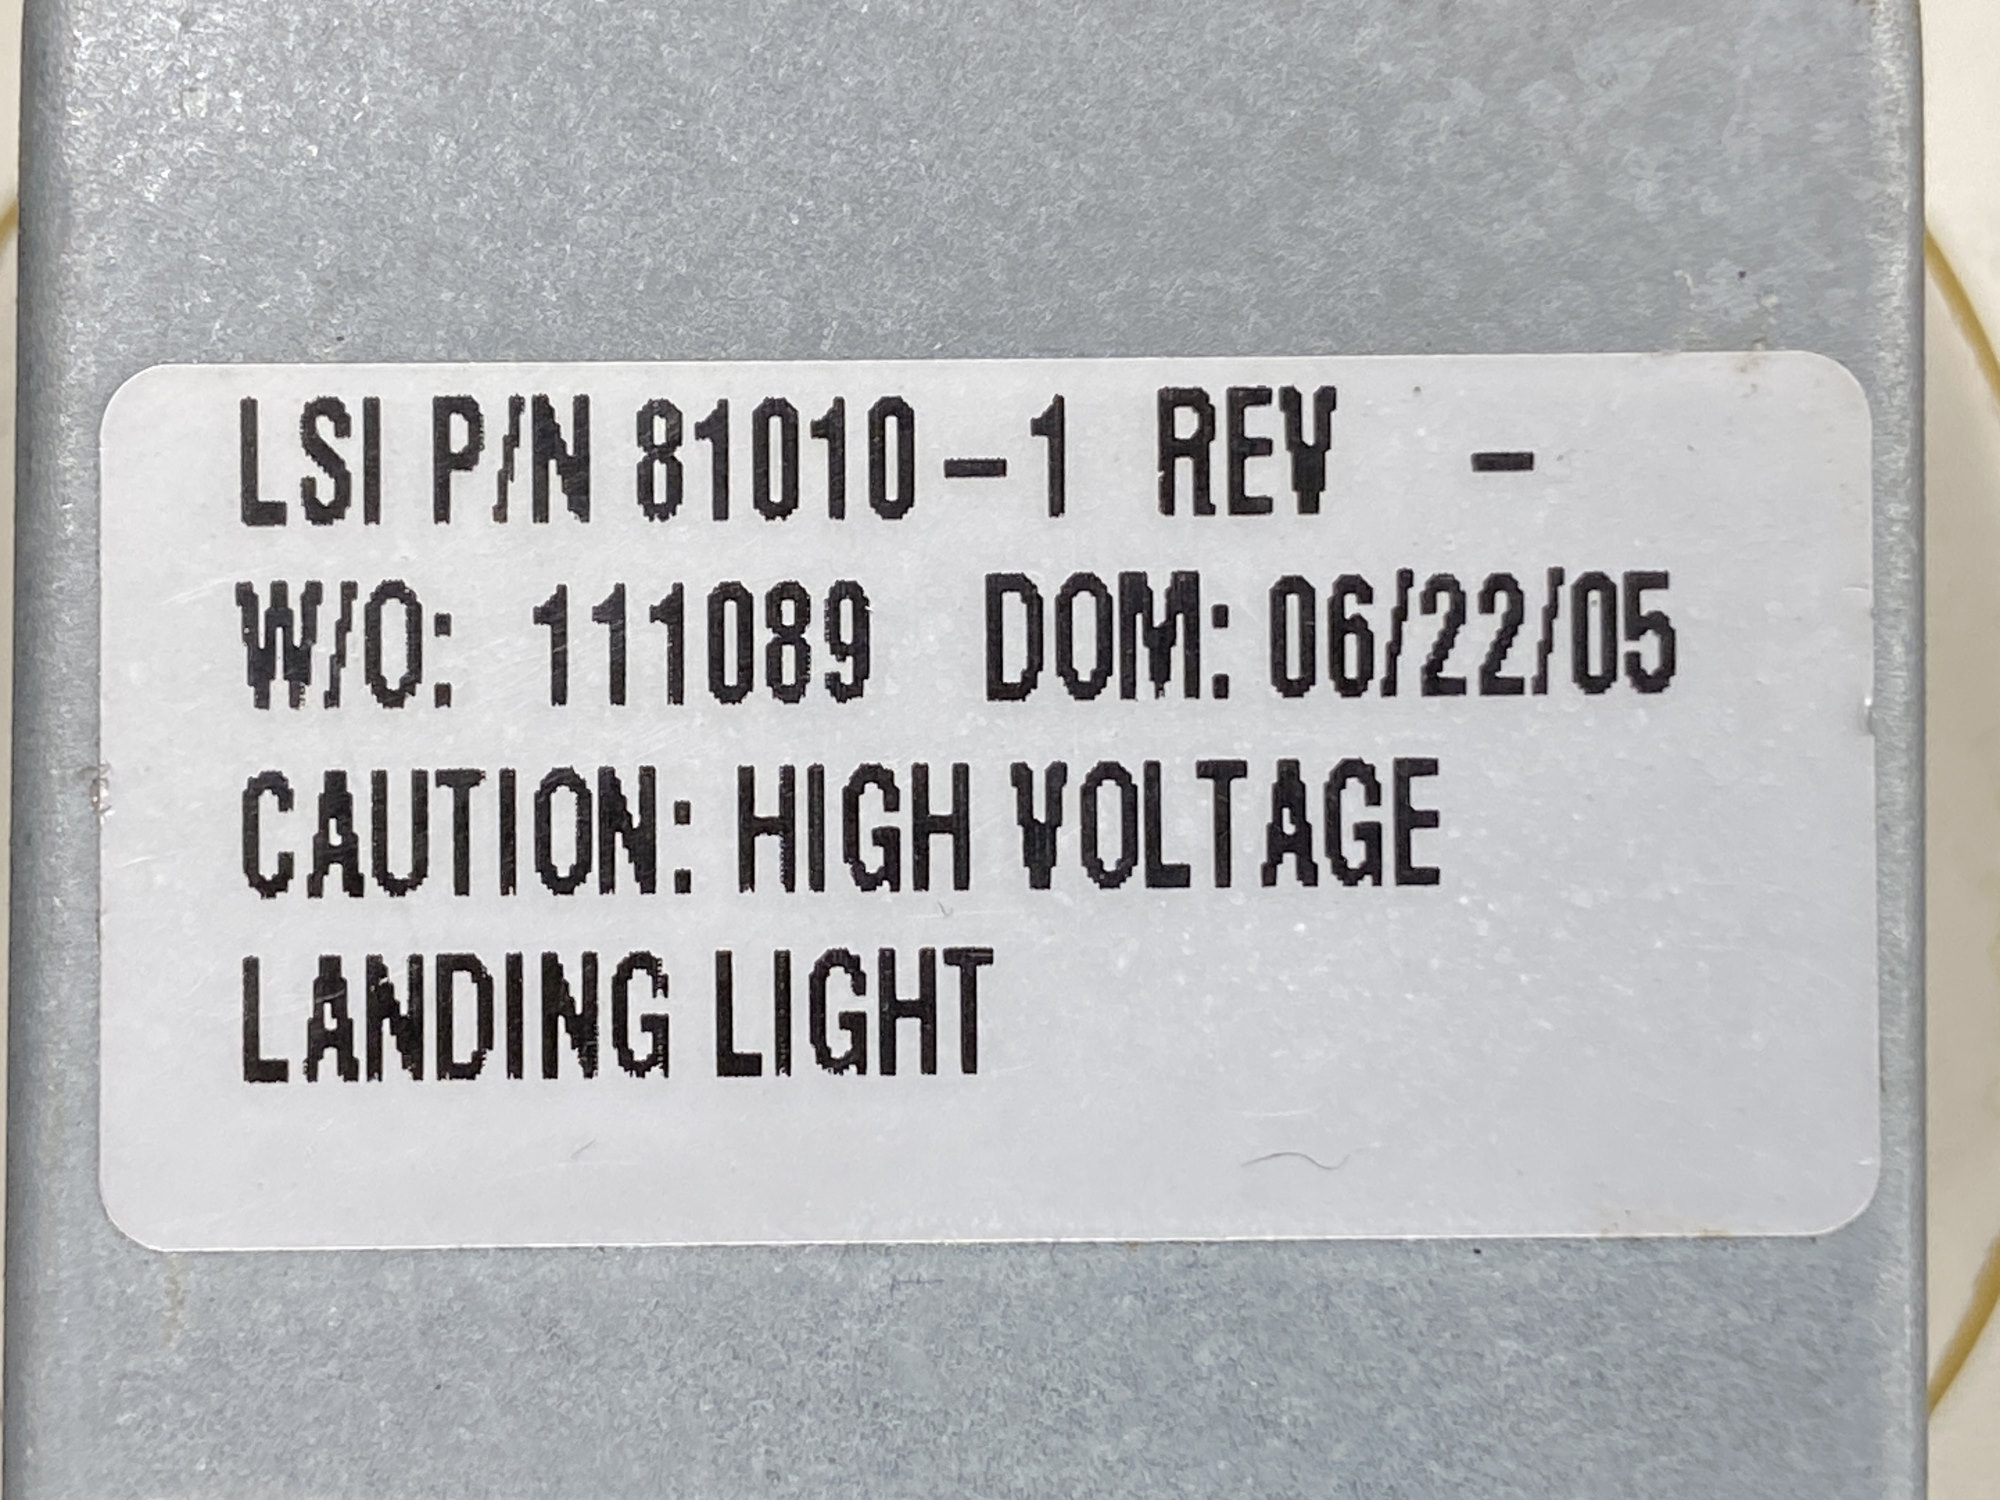 LSI P/N 81010-1 REV -
W/O: 111089 DOM: 06/22/05
CAUTION: HIGH VOLTAGE
LANDING LIGHT